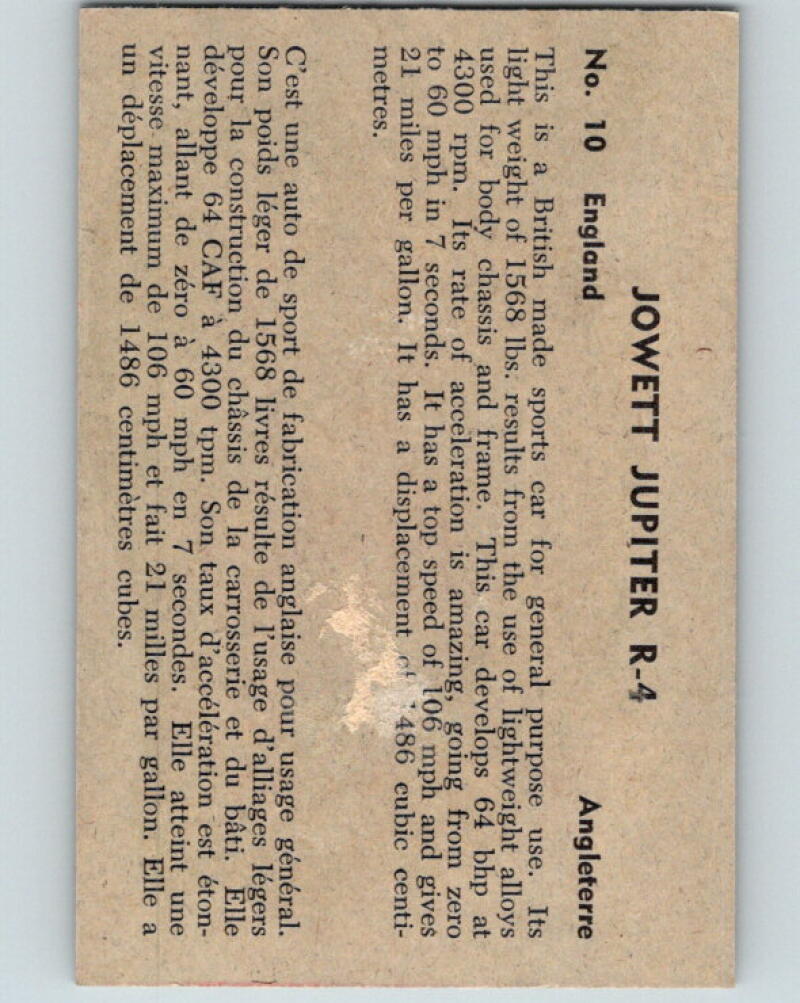 JOWETT JUPITER R-4
No. 10 England Angleterre
This is a British made sports car for general purpose use. Its
light weight of 1568 lbs. results from the use of lightweight alloys
used for body chassis and frame. This car develops 64 bhp at
4300 rpm. Its rate of acceleration is amazing, going from zero
to 60 mph in 7 seconds. It has a top speed of 106 mph and gives
21 miles per gallon. It has a displacement of 1486 cubic centi-
metres.
C'est une auto de sport de fabrication anglaise pour usage général.
Son poids léger de 1568 livres résulte de l'usage d'alliages légers
pour la construction du châssis de la carrosserie et du bâti. Elle
développe 64 CAF à 4300 tpm. Son taux d'accélération est éton-
nant, allant de zéro à 60 mph en 7 secondes. Elle atteint une
vitesse maximum de 106 mph et fait 21 milles par gallon. Elle a
un déplacement de 1486 centimètres cubes.